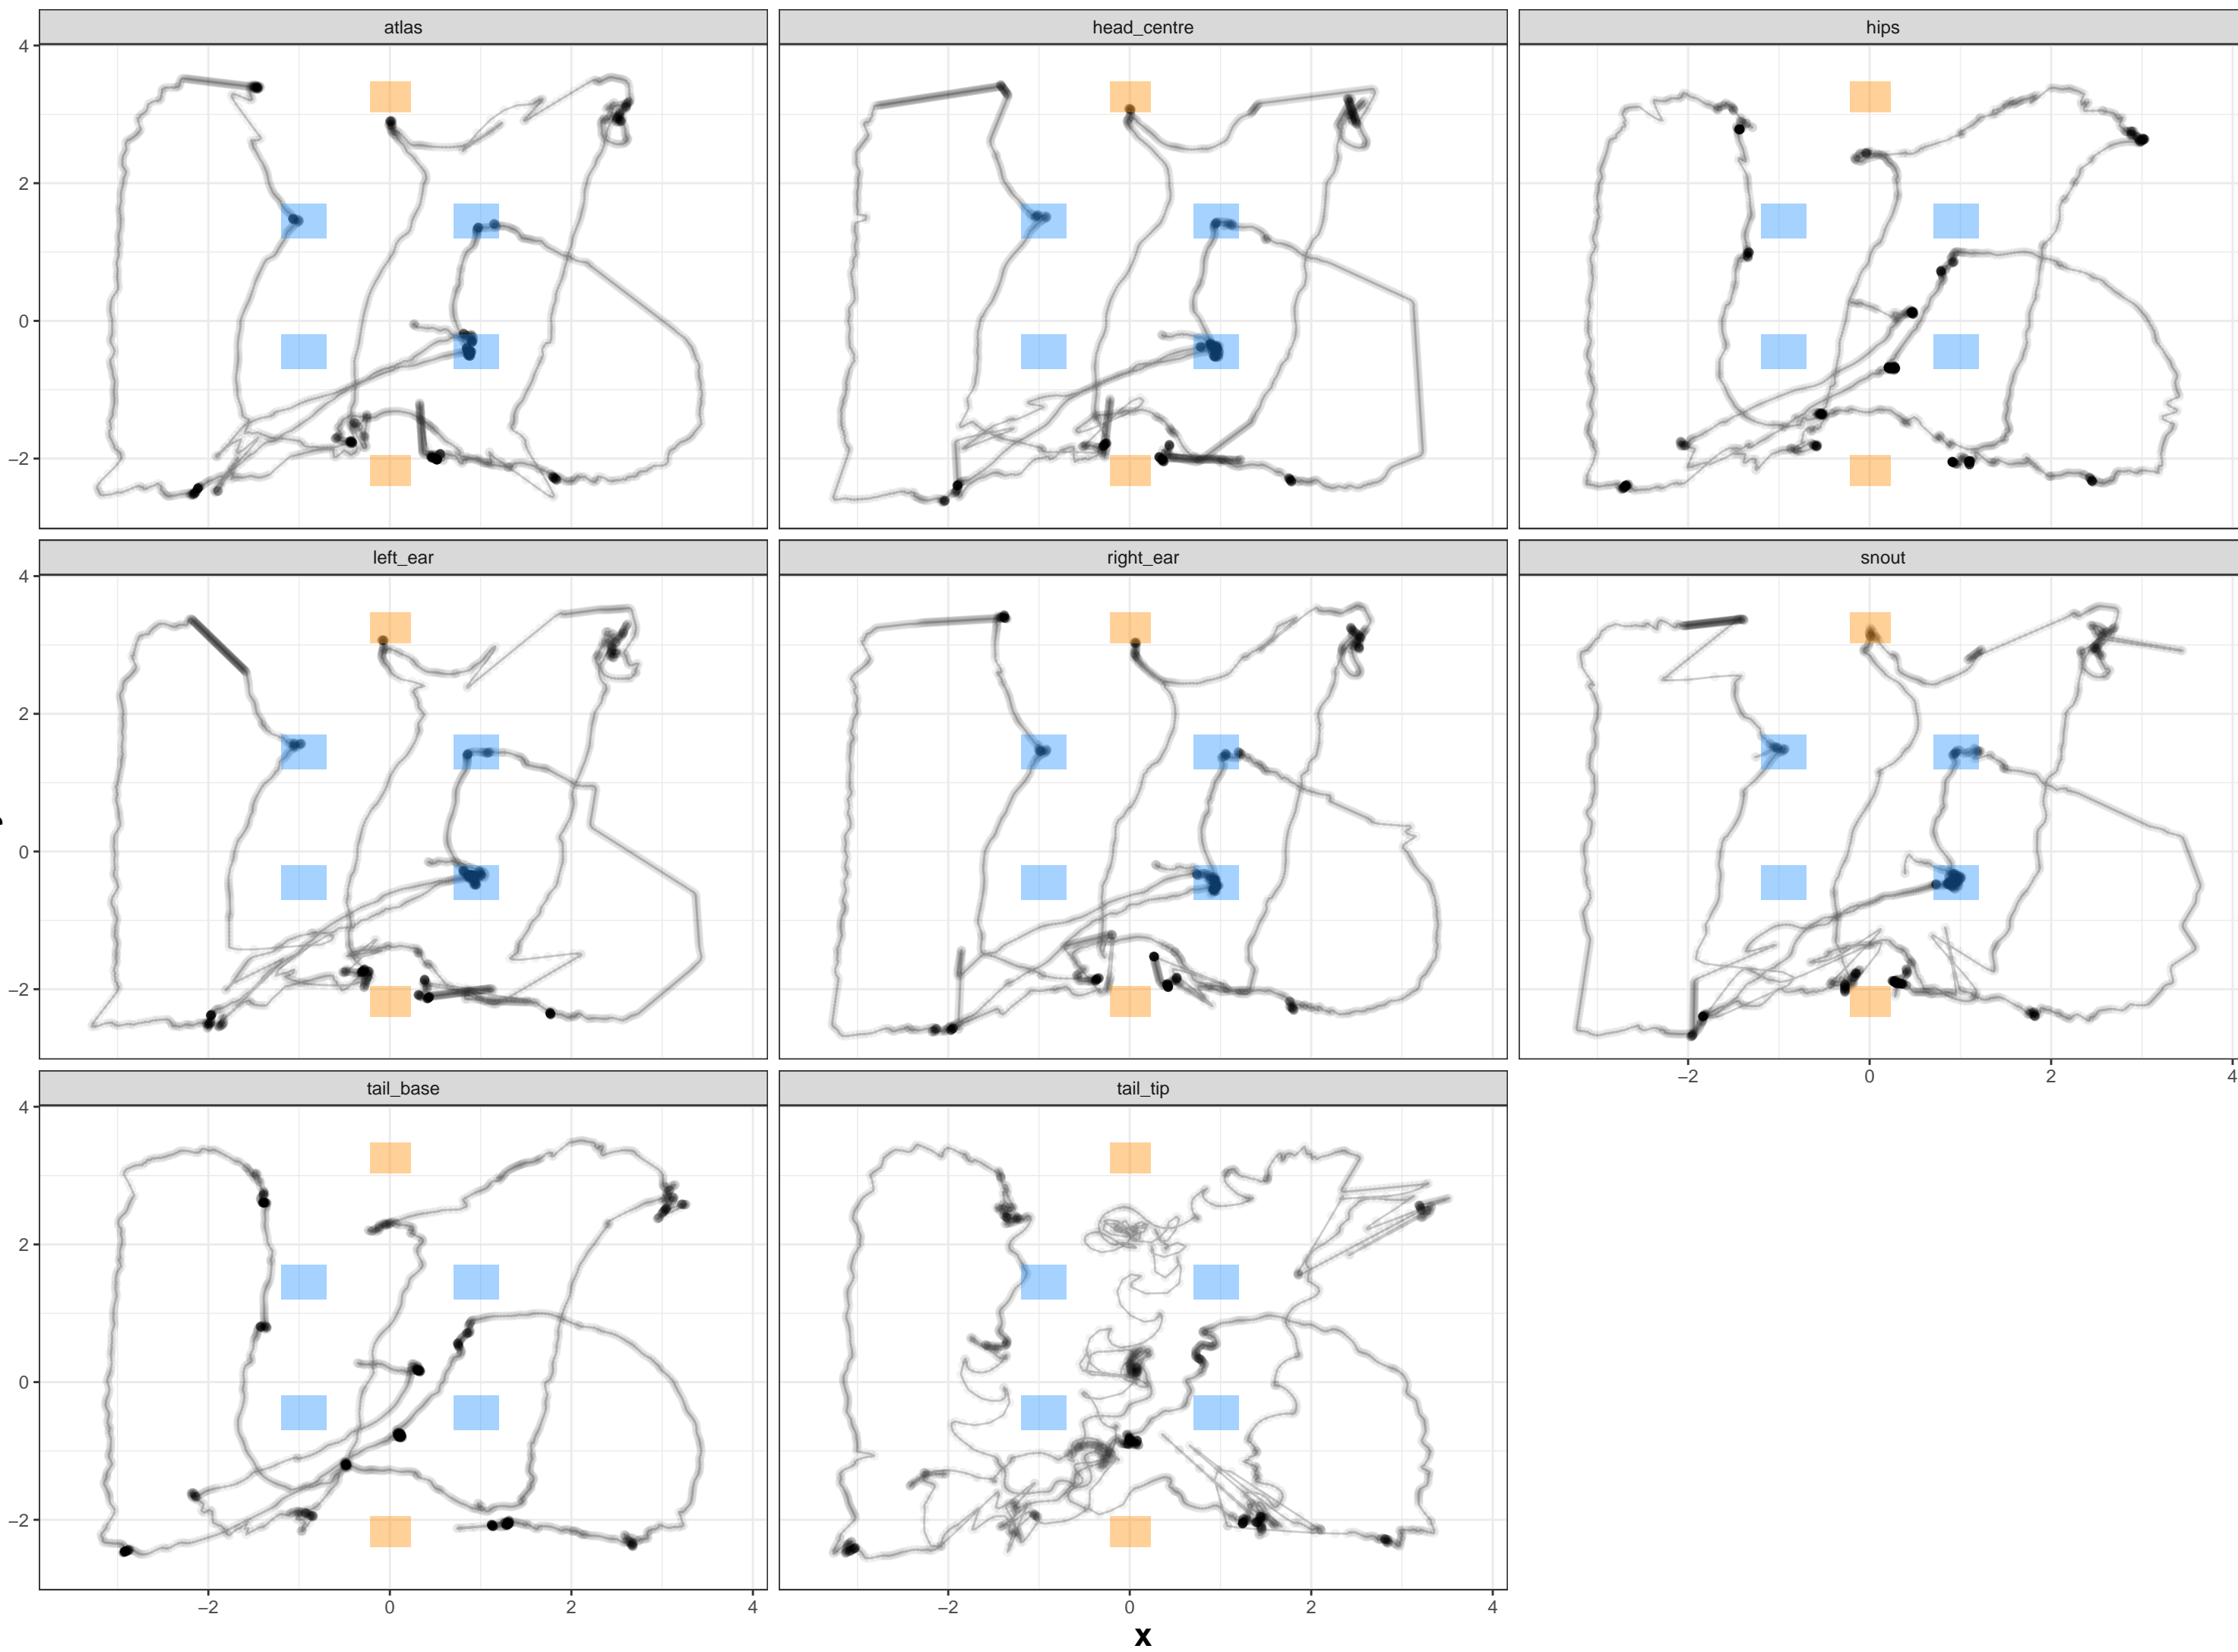 atlas head_centre hips
4
2
0
−2
left_ear right_ear snout
4
2
0
−2
−2 0 2 4
tail_base tail_tip
4
2
0
−2
−2 0 2 4 −2 0 2 4
x